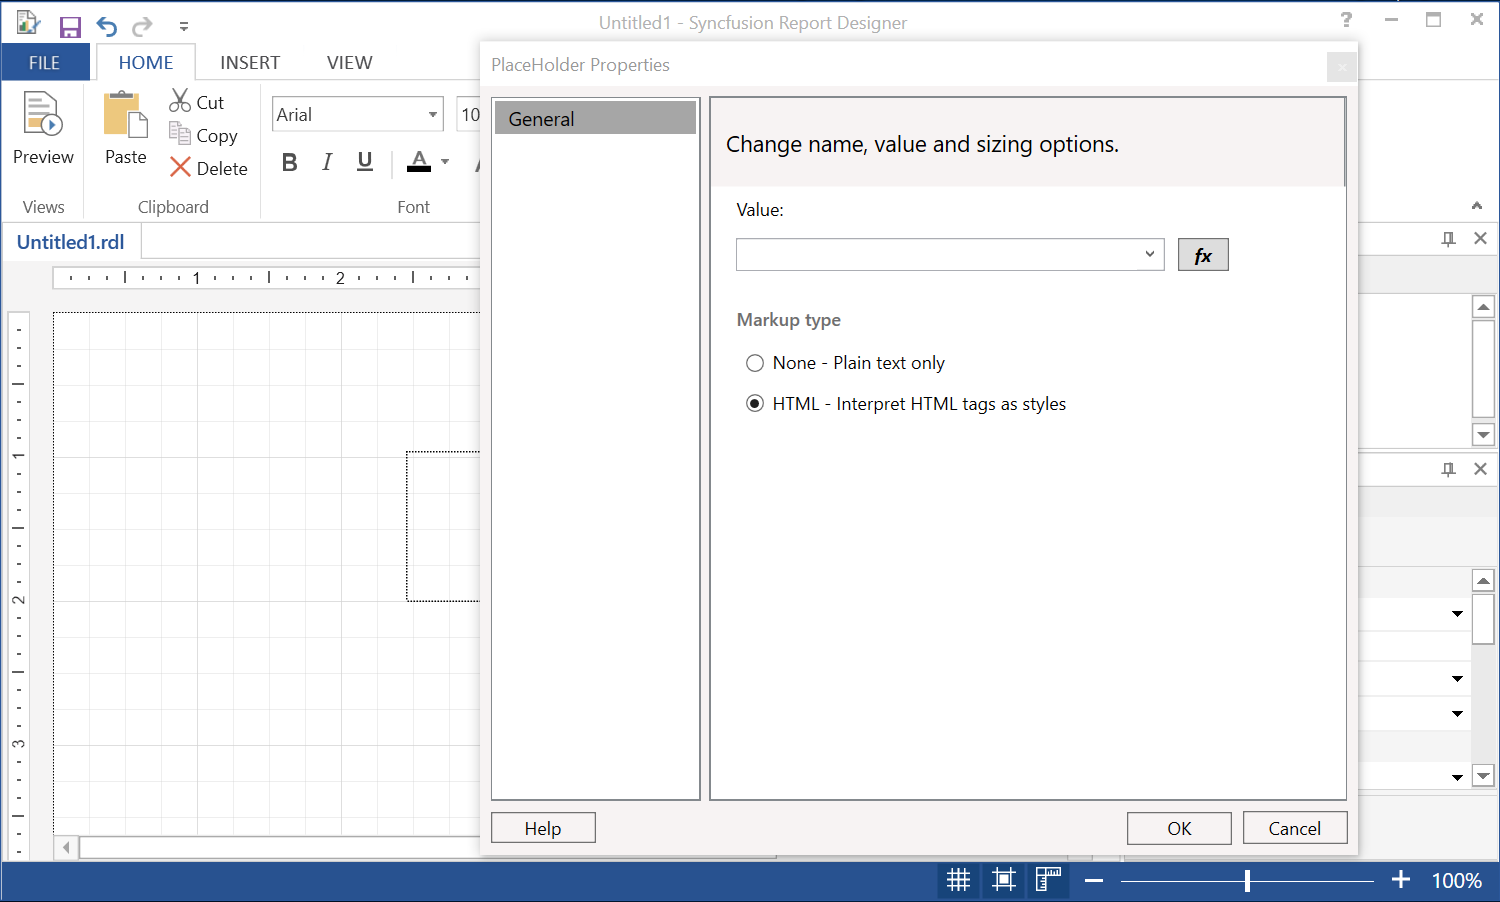 Untitled1 - Syncfusion Report Designer
FILE
HOME
INSERT
VIEW
Preview
Views
Paste
Cut
Copy
Delete
Clipboard
Arial
10
B I U A
Font
Untitled1.rdl
1
2
1
2
3
PlaceHolder Properties
General
Change name, value and sizing options.
Value:
fx
Markup type
None - Plain text only
HTML - Interpret HTML tags as styles
Help
OK
Cancel
100%